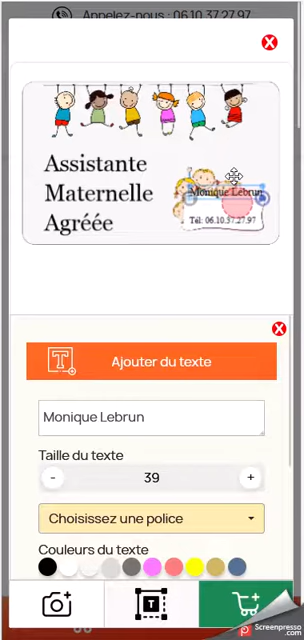 Appelez-nous : 06.10.37.27.97
Assistante
Maternelle
Agréée
Monique Lebrun
Tél: 06.10.37.27.97
Ajouter du texte
Monique Lebrun
Taille du texte
-
39
+
Choisissez une police
Couleurs du texte
T
Screenpresso